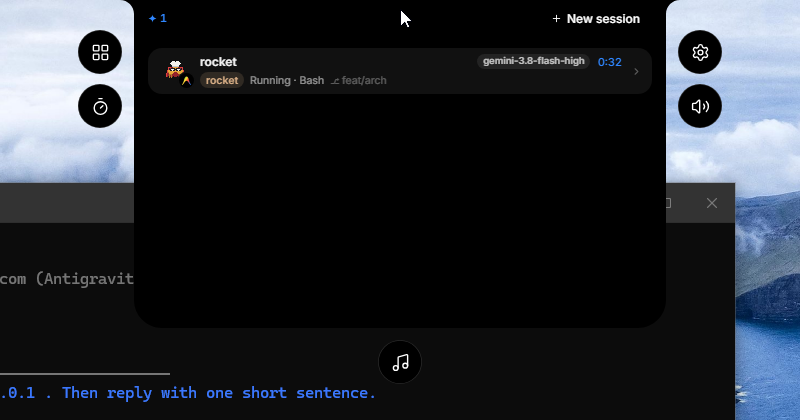 1
+ New session
rocket
gemini-3.8-flash-high 0:32
rocket Running · Bash feat/arch
com (Antigravit
.0.1 . Then reply with one short sentence.